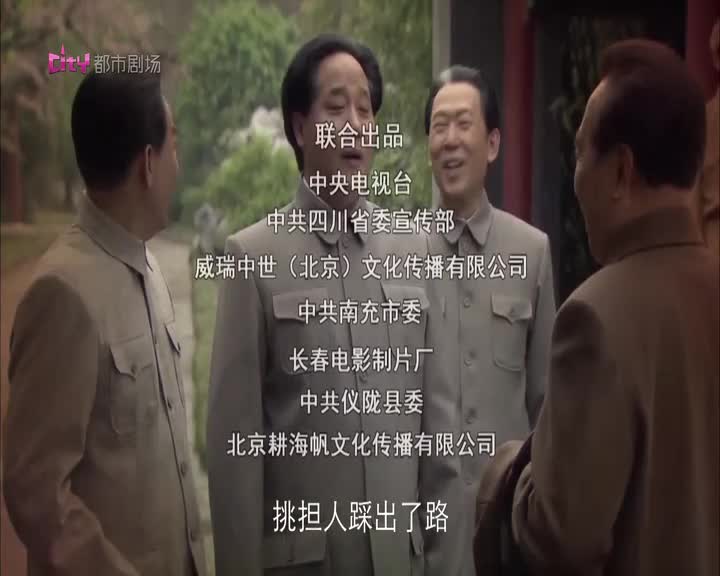 City 都市剧场
联合出品
中央电视台
中共四川省委宣传部
威瑞中世（北京）文化传播有限公司
中共南充市委
长春电影制片厂
中共仪陇县委
北京耕海帆文化传播有限公司
挑担人踩出了路